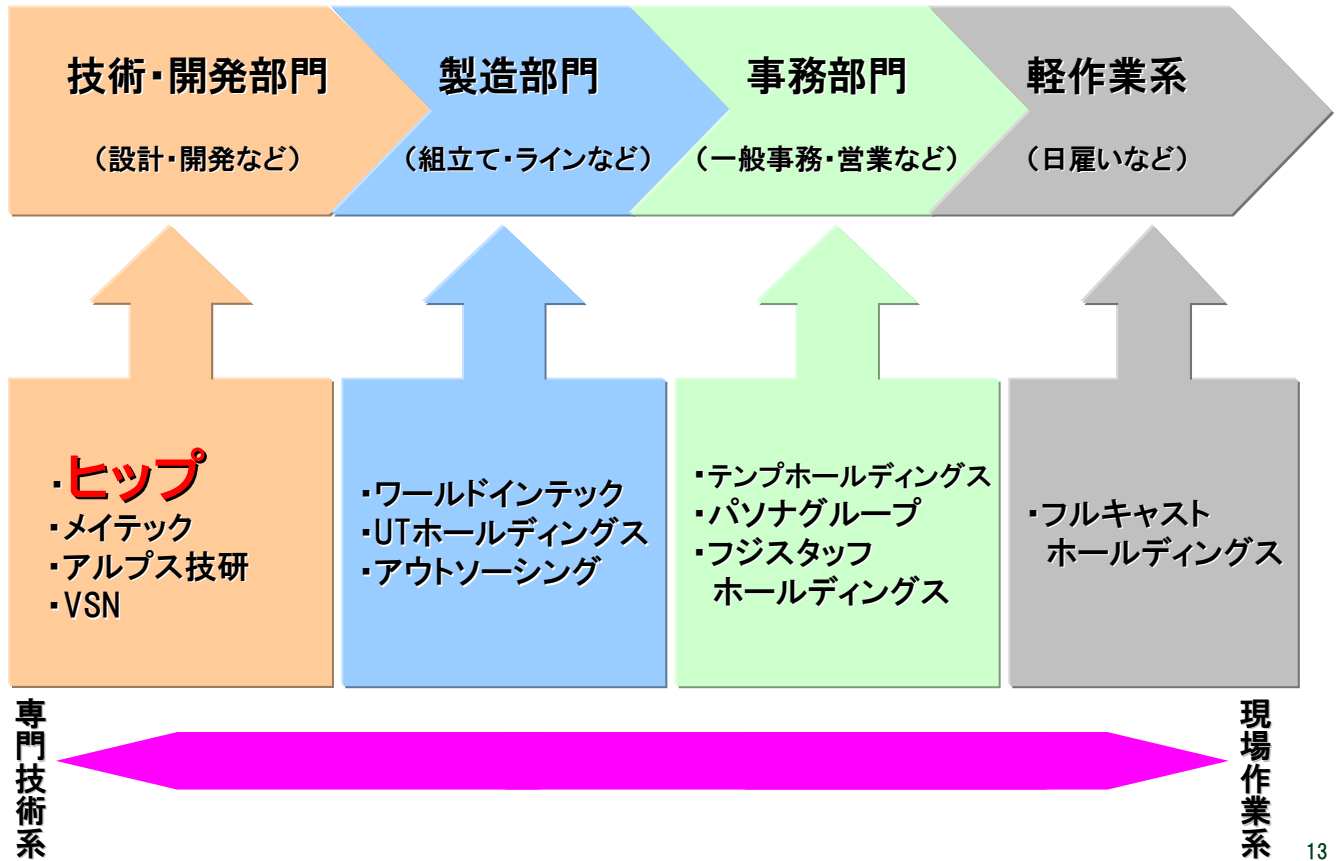 技術・開発部門
（設計・開発など）
製造部門
（組立て・ラインなど）
事務部門
（一般事務・営業など）
軽作業系
（日雇いなど）
・ヒップ
・メイテック
・アルプス技研
・VSN
・ワールドインテック
・UTホールディングス
・アウトソーシング
・テンプホールディングス
・パソナグループ
・フジスタッフ
ホールディングス
・フルキャスト
ホールディングス
専門技術系
現場作業系
13